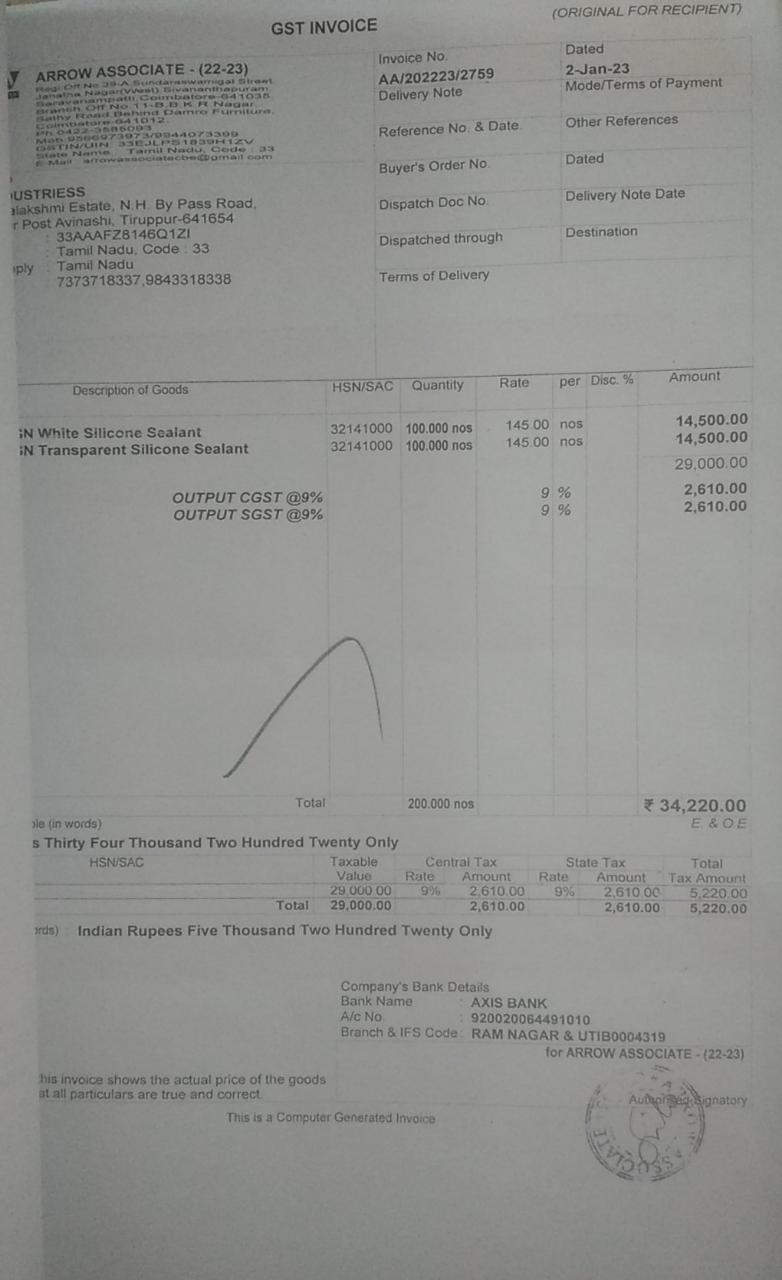 (ORIGINAL FOR RECIPIENT)
GST INVOICE
ARROW ASSOCIATE - (22-23)
Regi Off No 39-A Sundaraswamigal Street,
Janatha Nagar(West) Sivananthapuram,
Saravanampatti, Coimbatore-641035
Branch Off No 11-B.B.K.R Nagar,
Sathy Road Behind Damro Furniture,
Coimbatore-641012.
Ph 0422-3585093
Mob 9566973973/9944073399
GSTIN/UIN: 33EJLPS1839H1ZV
State Name : Tamil Nadu, Code : 33
E-Mail : arrowassociatecbe@gmail.com
Invoice No.
AA/202223/2759
Dated
2-Jan-23
Delivery Note
Mode/Terms of Payment
Reference No. & Date.
Other References
Buyer's Order No.
Dated
Dispatch Doc No.
Delivery Note Date
Dispatched through
Destination
Terms of Delivery
USTRIESS
alakshmi Estate, N.H. By Pass Road,
r Post Avinashi, Tiruppur-641654
: 33AAAFZ8146Q1ZI
: Tamil Nadu, Code : 33
ply : Tamil Nadu
7373718337,9843318338
Description of Goods HSN/SAC Quantity Rate per Disc. % Amount
GN White Silicone Sealant 32141000 100.000 nos 145.00 nos 14,500.00
GN Transparent Silicone Sealant 32141000 100.000 nos 145.00 nos 14,500.00
29,000.00
OUTPUT CGST @9% 9 % 2,610.00
OUTPUT SGST @9% 9 % 2,610.00
Total 200.000 nos ₹ 34,220.00
ble (in words) E. & O.E
s Thirty Four Thousand Two Hundred Twenty Only
HSN/SAC Taxable Central Tax State Tax Total
Value Rate Amount Rate Amount Tax Amount
29,000.00 9% 2,610.00 9% 2,610.00 5,220.00
Total 29,000.00 2,610.00 2,610.00 5,220.00
ords) : Indian Rupees Five Thousand Two Hundred Twenty Only
Company's Bank Details
Bank Name : AXIS BANK
A/c No. : 920020064491010
Branch & IFS Code : RAM NAGAR & UTIB0004319
for ARROW ASSOCIATE - (22-23)
his invoice shows the actual price of the goods
at all particulars are true and correct.
Authorised Signatory
This is a Computer Generated Invoice